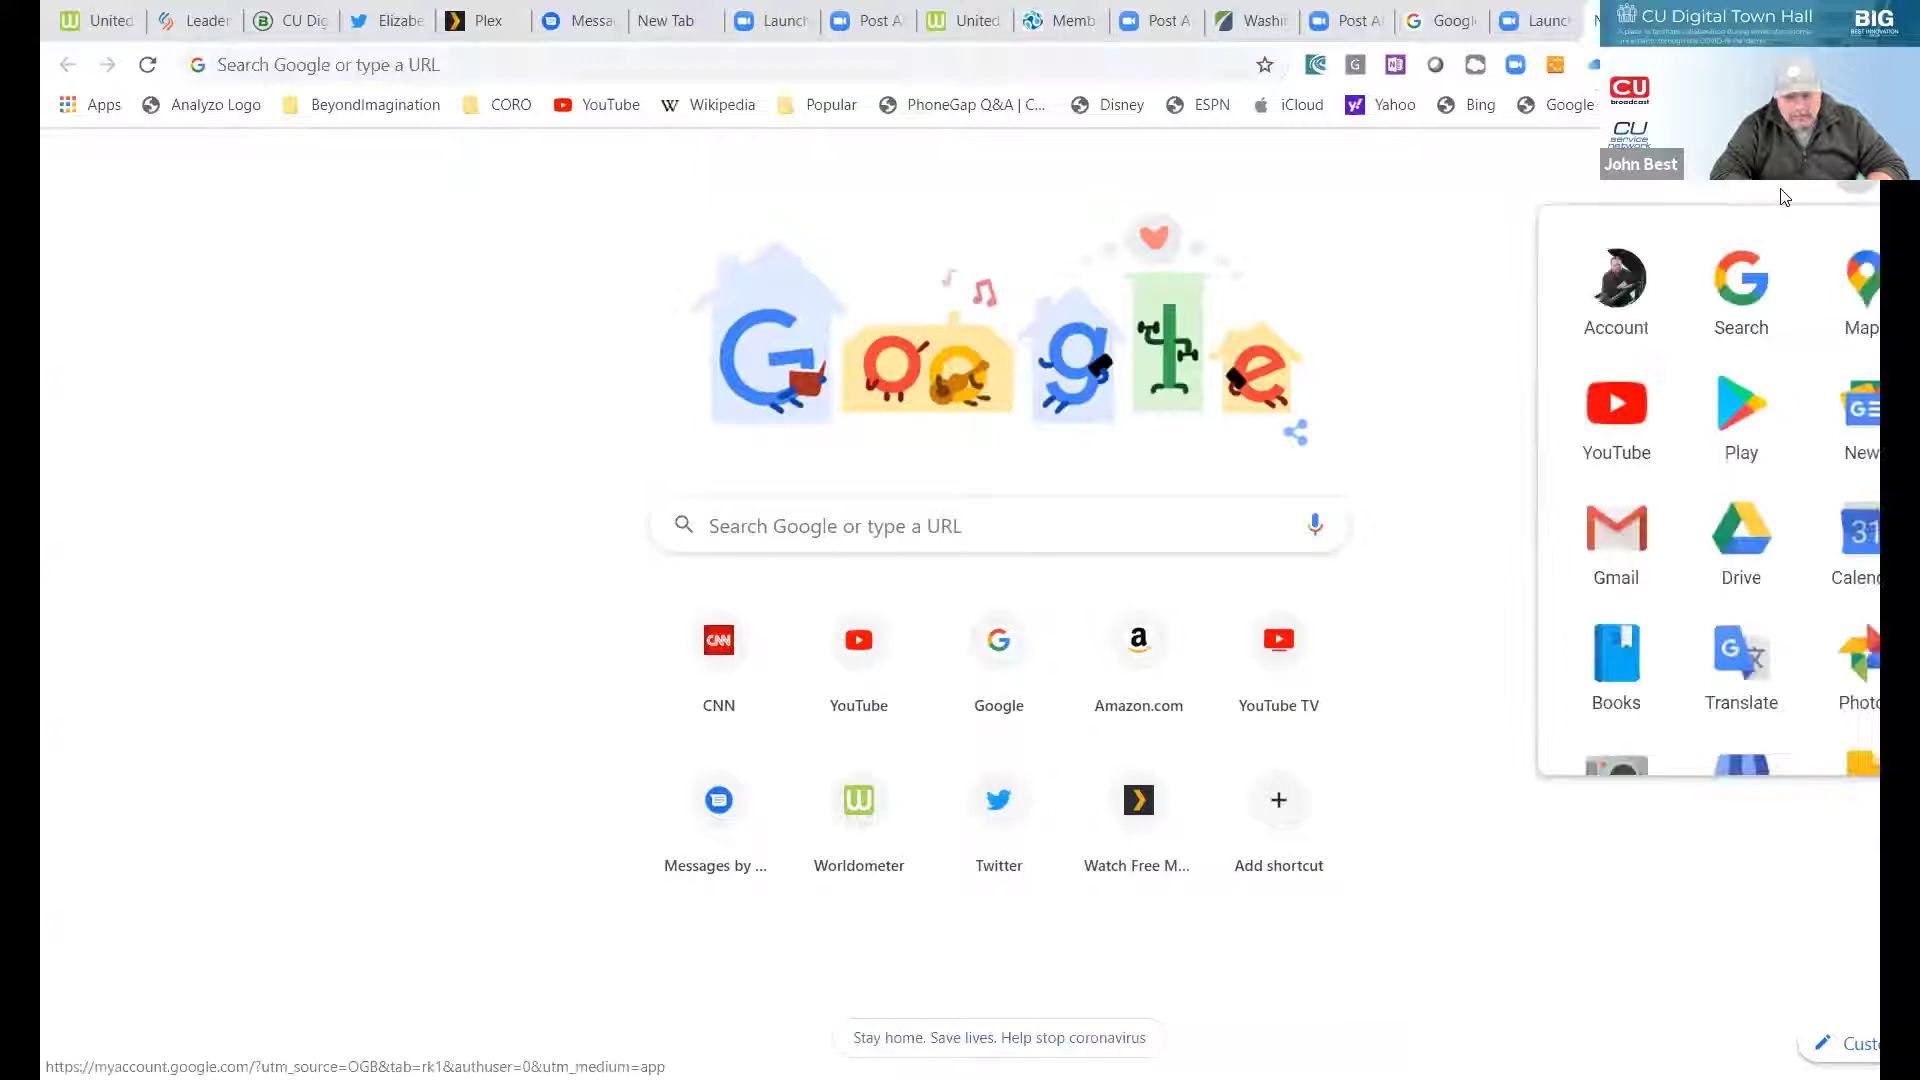 United
Leader
CU Dig
Elizabe
Plex
Messa
New Tab
Launch
Post A
United
Memb
Post A
Washi
Post A
Googl
Launc
CU Digital Town Hall
BIG
Search Google or type a URL
Apps
Analyzo Logo
BeyondImagination
CORO
YouTube
Wikipedia
Popular
PhoneGap Q&A | C...
Disney
ESPN
iCloud
Yahoo
Bing
Google
CU
broadcast
CU
service
network
John Best
Search Google or type a URL
CNN
YouTube
Google
Amazon.com
YouTube TV
Messages by ...
Worldometer
Twitter
Watch Free M...
Add shortcut
Account
Search
Map
YouTube
Play
New
Gmail
Drive
Calen
Books
Translate
Photo
Stay home. Save lives. Help stop coronavirus
Custo
https://myaccount.google.com/?utm_source=OGB&tab=rk1&authuser=0&utm_medium=app